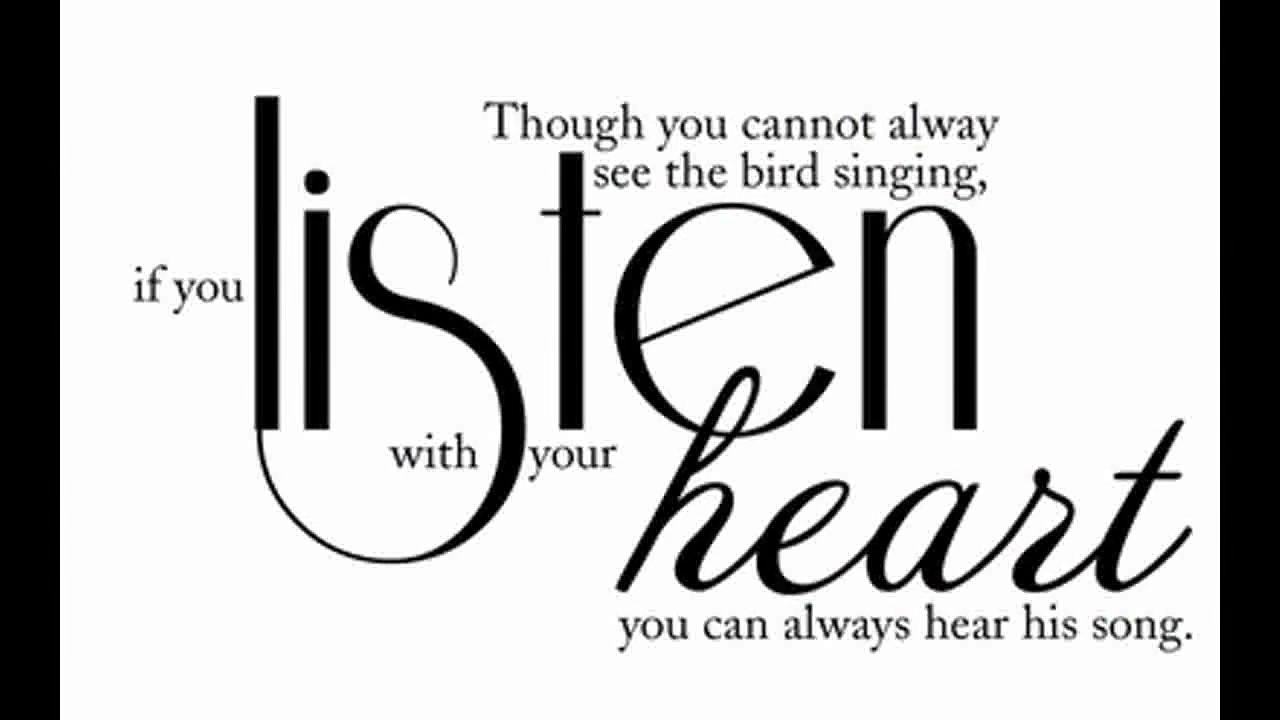 Though you cannot alway
see the bird singing,
if you listen
with your heart
you can always hear his song.